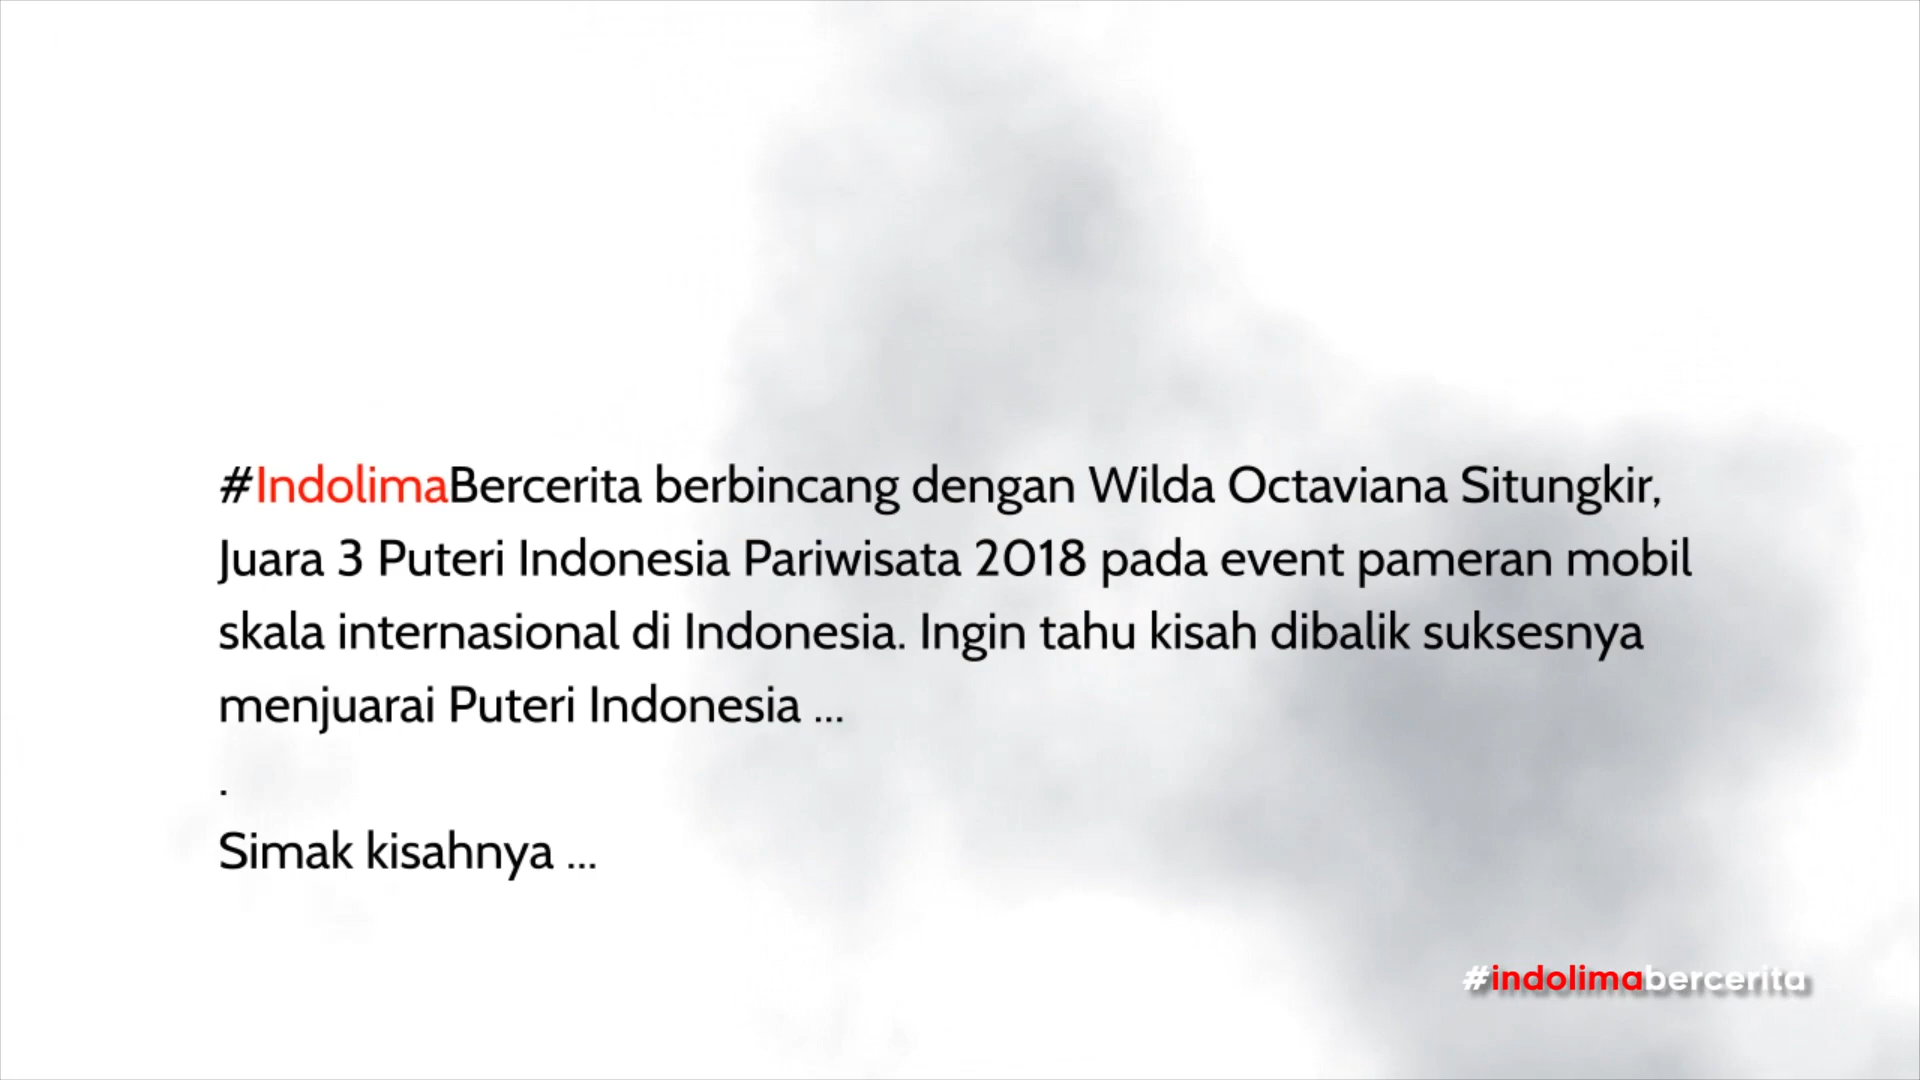 #IndolimaBercerita berbincang dengan Wilda Octaviana Situngkir,
Juara 3 Puteri Indonesia Pariwisata 2018 pada event pameran mobil
skala internasional di Indonesia. Ingin tahu kisah dibalik suksesnya
menjuarai Puteri Indonesia ...
.
Simak kisahnya ...
#indolimabercerita